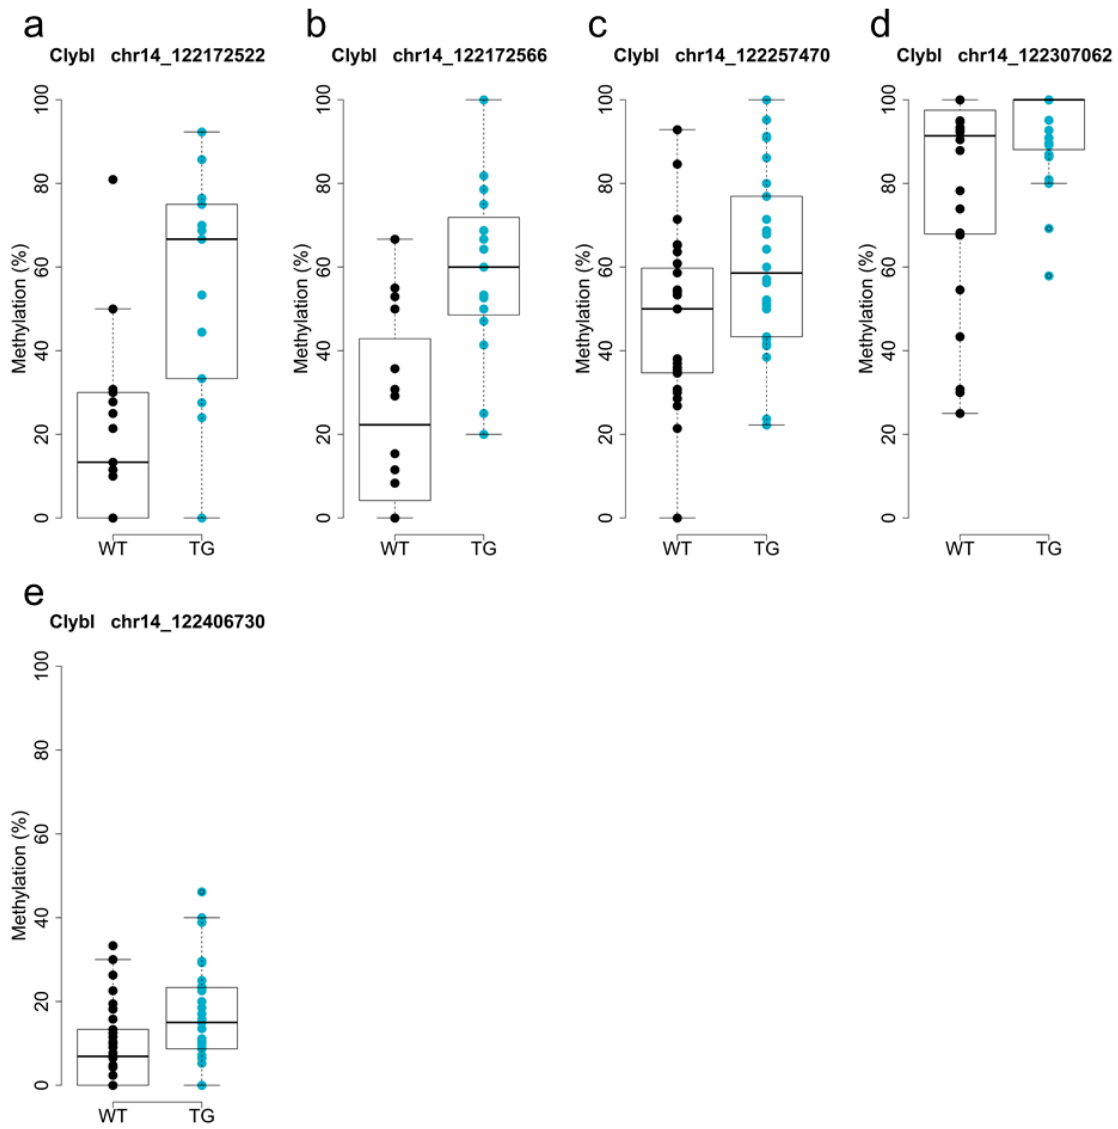 a
Clybl chr14_122172522
100
80
60
40
20
0
Methylation (%)
WT TG
b
Clybl chr14_122172566
100
80
60
40
20
0
Methylation (%)
WT TG
c
Clybl chr14_122257470
100
80
60
40
20
0
Methylation (%)
WT TG
d
Clybl chr14_122307062
100
80
60
40
20
0
Methylation (%)
WT TG
e
Clybl chr14_122406730
100
80
60
40
20
0
Methylation (%)
WT TG